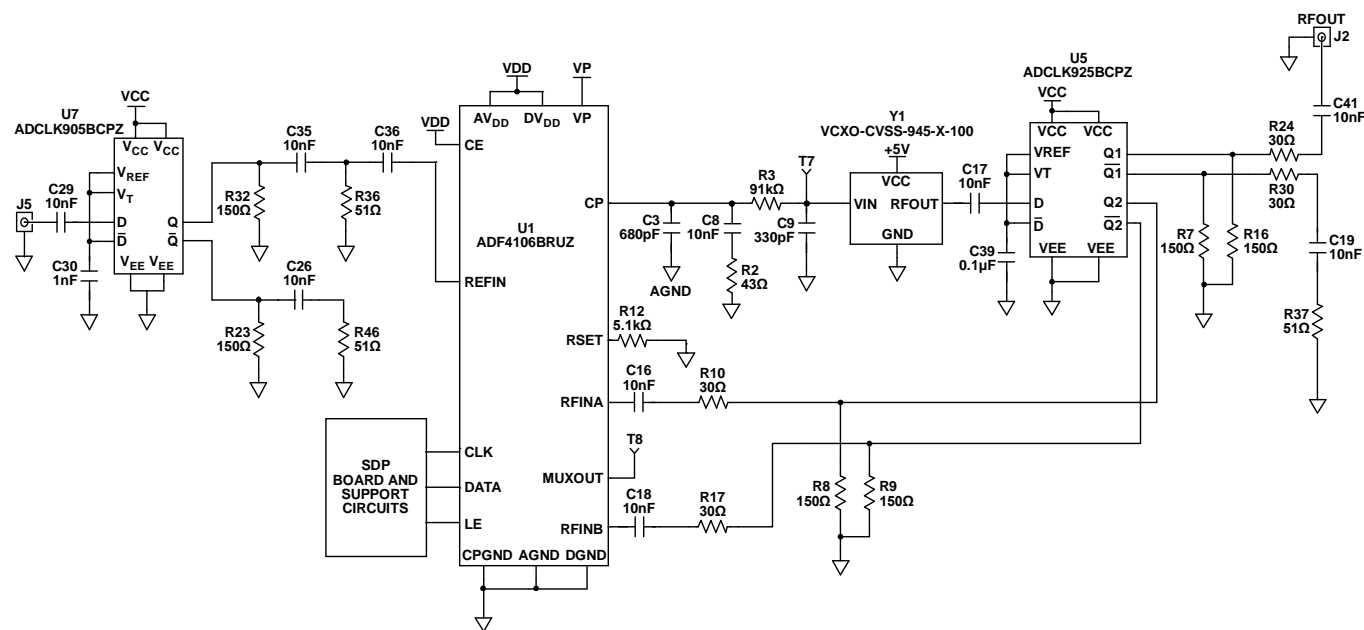 RFOUT
J2
U5
ADCLK925BCPZ
VCC
VCC VCC
VREF
VT
D
D̅
VEE VEE
Q1
Q̅1̅
Q2
Q̅2̅
C41
10nF
R24
30Ω
R30
30Ω
R7
150Ω
R16
150Ω
C19
10nF
R37
51Ω
C39
0.1µF
C17
10nF
Y1
VCXO-CVSS-945-X-100
+5V
VCC
VIN RFOUT
GND
T7
R3
91kΩ
C3
680pF
C8
10nF
C9
330pF
R2
43Ω
AGND
R12
5.1kΩ
C16
10nF
R10
30Ω
T8
C18
10nF
R17
30Ω
R8
150Ω
R9
150Ω
VDD
VP
AVDD DVDD VP
VDD
CE
CP
U1
ADF4106BRUZ
REFIN
RSET
RFINA
CLK
MUXOUT
DATA
LE
RFINB
CPGND AGND DGND
SDP
BOARD AND
SUPPORT
CIRCUITS
U7
ADCLK905BCPZ
VCC
VCC VCC
VREF
VT
D
D̅
VEE VEE
Q
Q̅
J5
C29
10nF
C30
1nF
C35
10nF
C36
10nF
R32
150Ω
R36
51Ω
C26
10nF
R23
150Ω
R46
51Ω